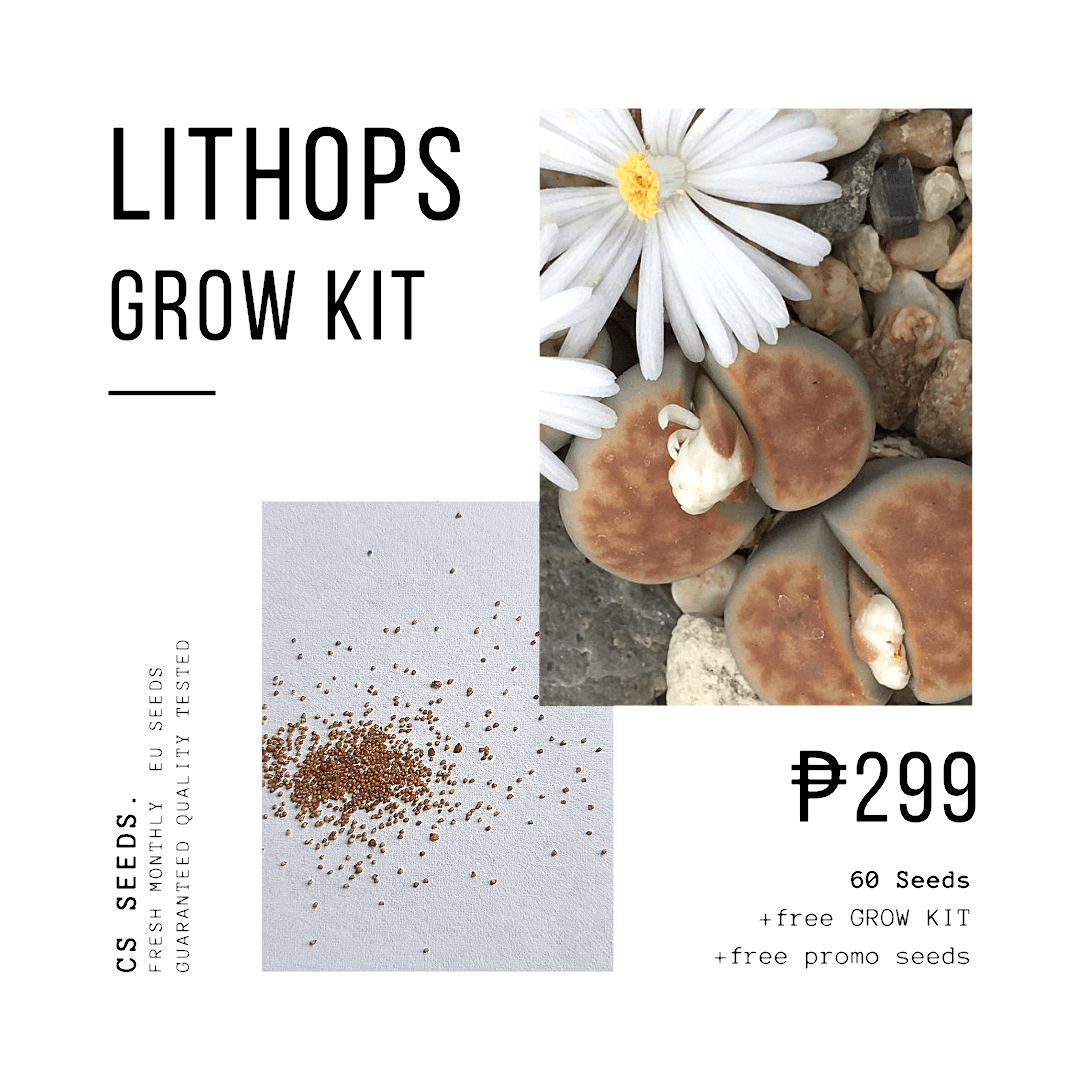 LITHOPS
GROW KIT
CS SEEDS.
FRESH MONTHLY EU SEEDS
GUARANTEED QUALITY TESTED
₱299
60 Seeds
+free GROW KIT
+free promo seeds